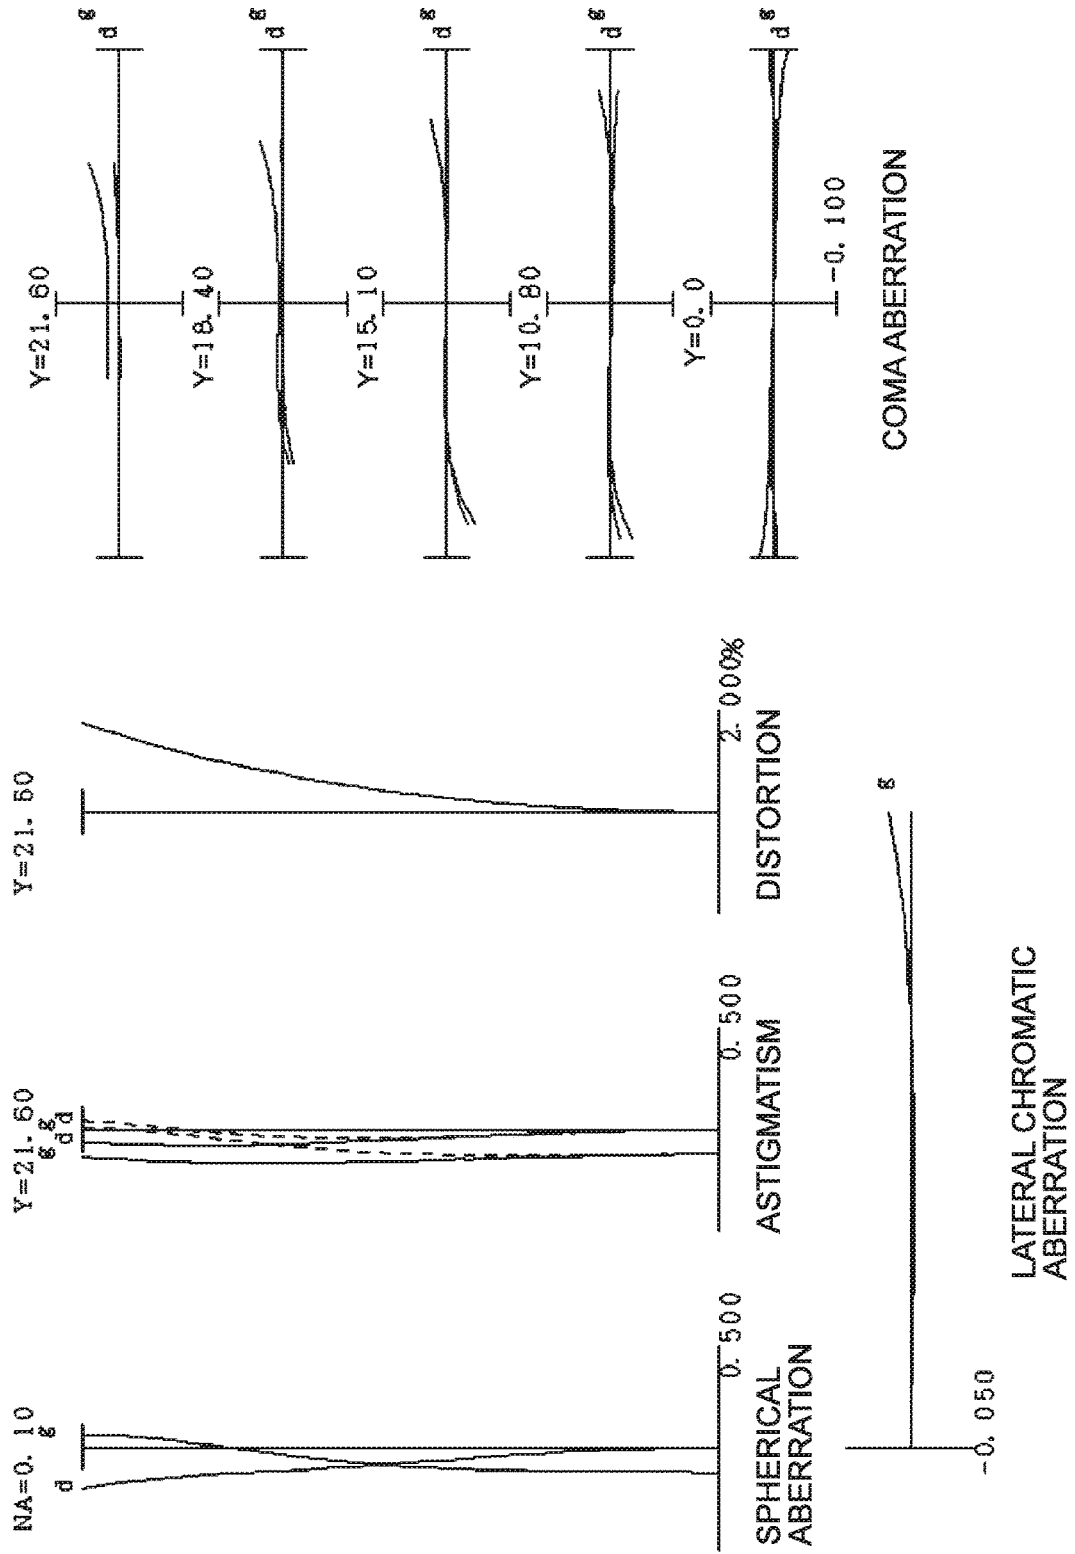 NA=0.10
d
g
0.500
SPHERICAL
ABERRATION
Y=21.60
g d g
d
0.500
ASTIGMATISM
Y=21.60
2.000%
DISTORTION
Y=21.60
g
d
Y=18.40
g
d
Y=15.10
g
d
Y=10.80
g
d
Y=0.0
d g
-0.100
COMA ABERRATION
g
-0.050
LATERAL CHROMATIC
ABERRATION